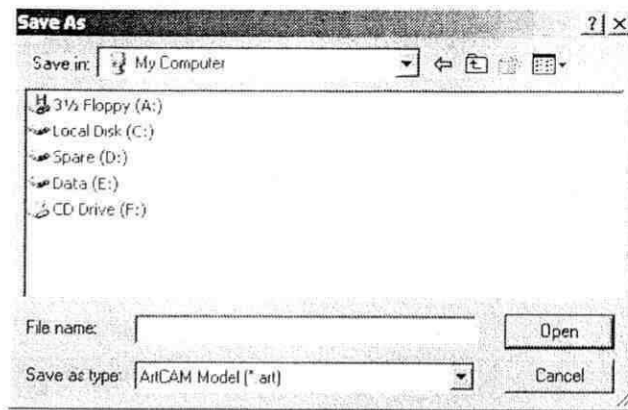 Save As
Save in: My Computer
3½ Floppy (A:)
Local Disk (C:)
Spare (D:)
Data (E:)
CD Drive (F:)
File name: Open
Save as type: ArtCAM Model (*.art) Cancel